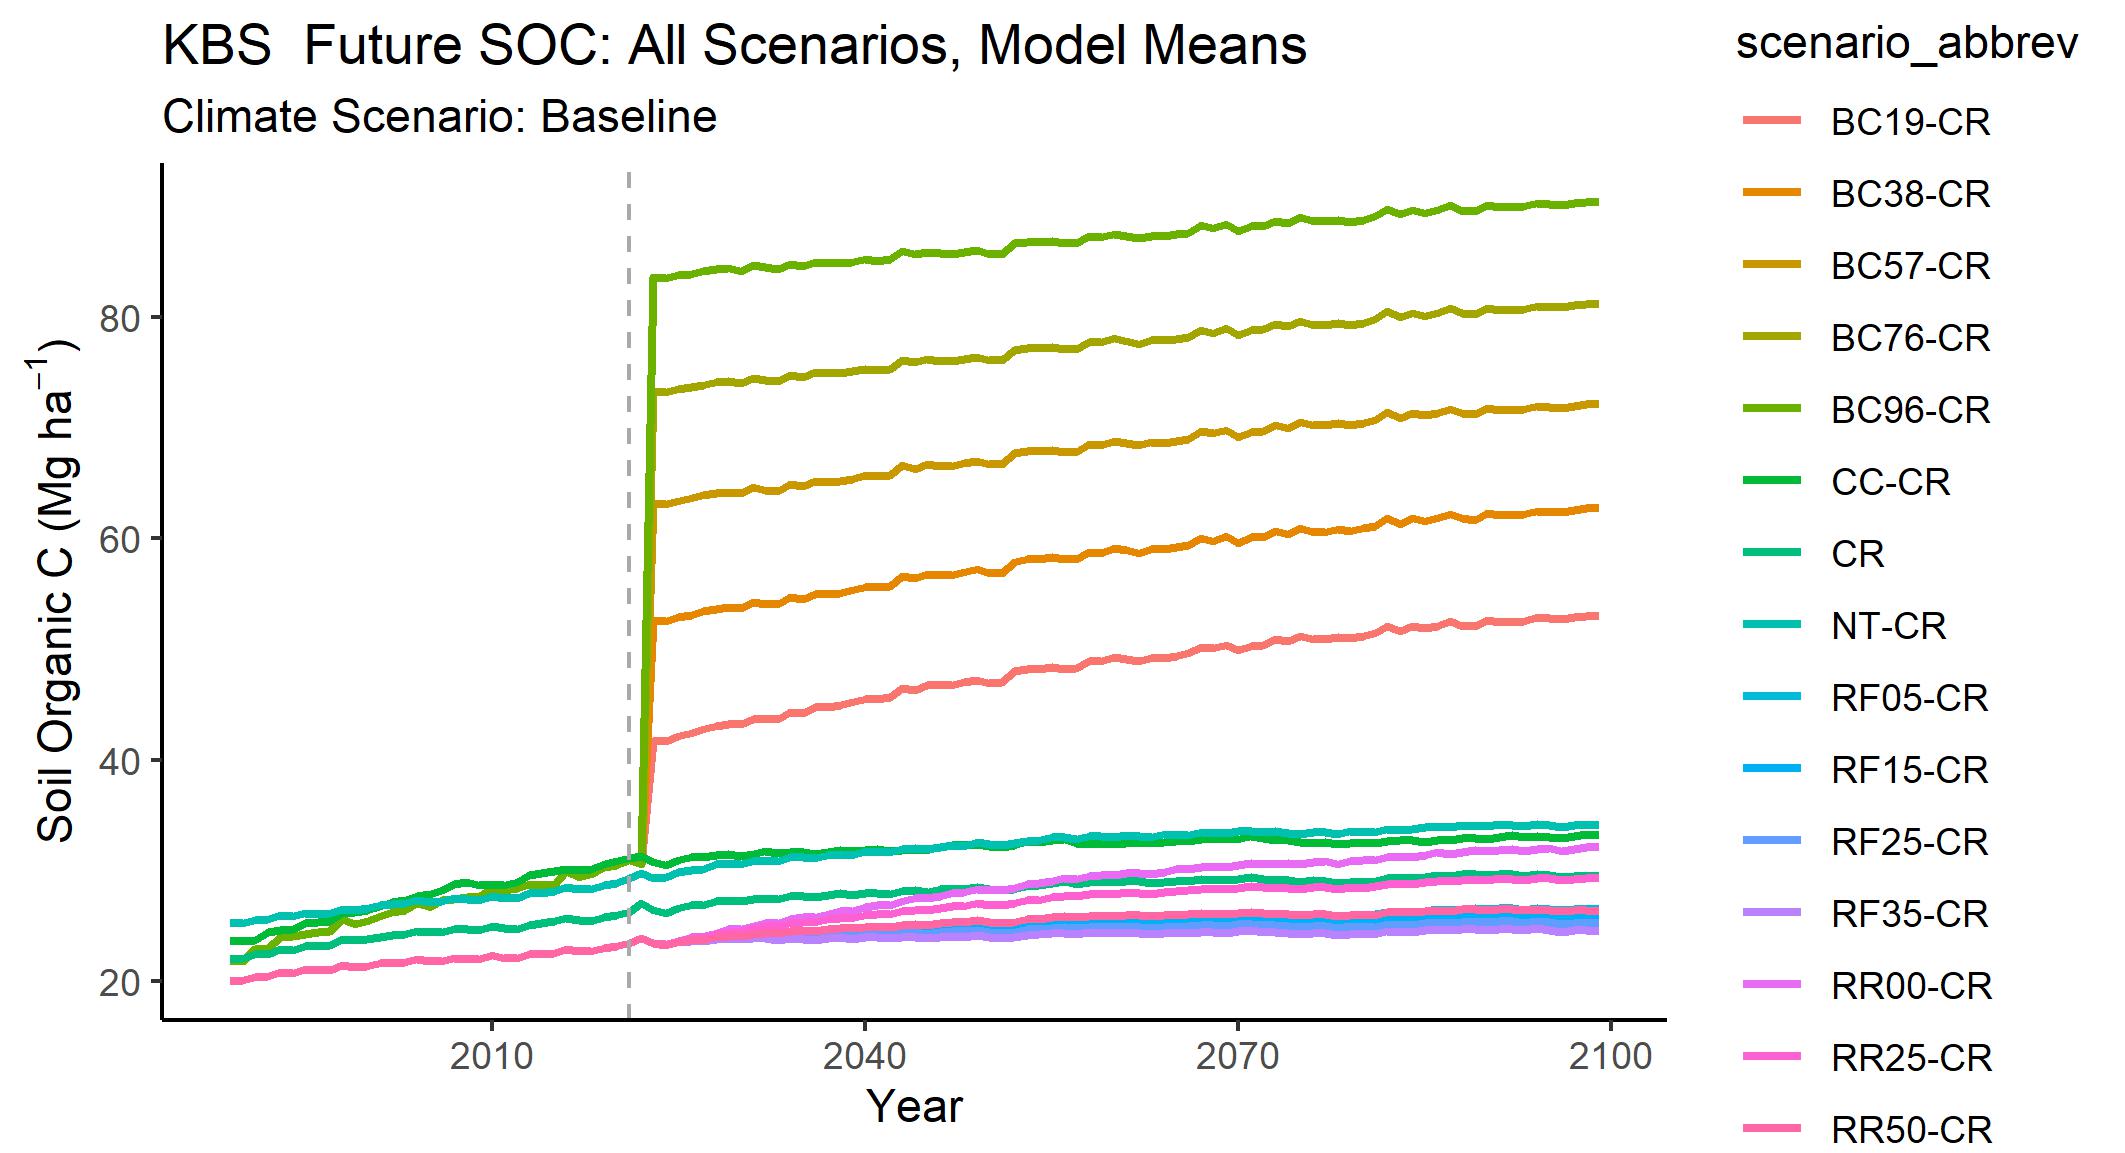 KBS  Future SOC: All Scenarios, Model Means
Climate Scenario: Baseline
Soil Organic C (Mg ha⁻¹)
80
60
40
20
2010
2040
2070
2100
Year
scenario_abbrev
BC19-CR
BC38-CR
BC57-CR
BC76-CR
BC96-CR
CC-CR
CR
NT-CR
RF05-CR
RF15-CR
RF25-CR
RF35-CR
RR00-CR
RR25-CR
RR50-CR